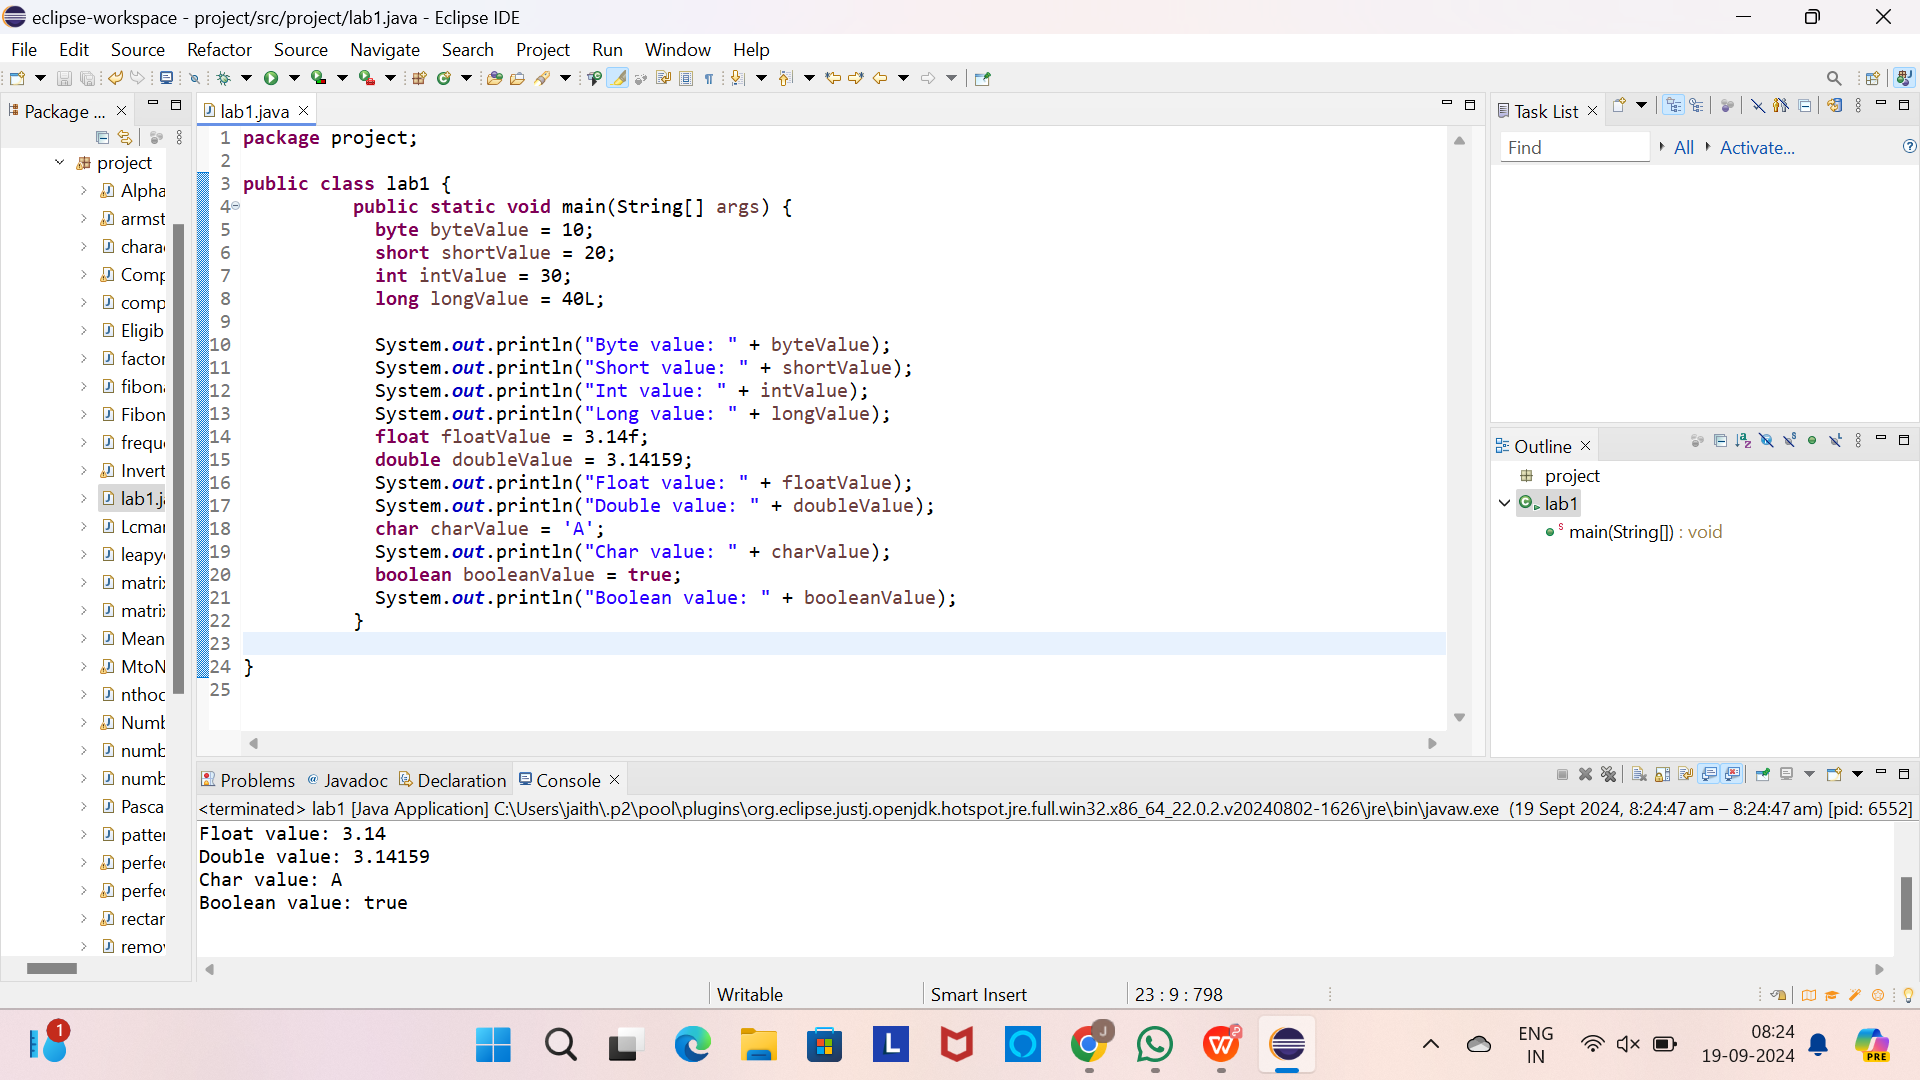 eclipse-workspace - project/src/project/lab1.java - Eclipse IDE
File Edit Source Refactor Source Navigate Search Project Run Window Help
Package ...
project
Alpha
armst
charac
Comp
comp
Eligib
factor
fibon
Fibon
frequ
Invert
lab1.j
Lcmar
leapy
matri
matri
Mean
MtoN
nthoc
Numb
numb
numb
Pasca
patter
perfec
perfec
rectar
remov
lab1.java
1 package project;
2
3 public class lab1 {
4 public static void main(String[] args) {
5 byte byteValue = 10;
6 short shortValue = 20;
7 int intValue = 30;
8 long longValue = 40L;
9
10 System.out.println("Byte value: " + byteValue);
11 System.out.println("Short value: " + shortValue);
12 System.out.println("Int value: " + intValue);
13 System.out.println("Long value: " + longValue);
14 float floatValue = 3.14f;
15 double doubleValue = 3.14159;
16 System.out.println("Float value: " + floatValue);
17 System.out.println("Double value: " + doubleValue);
18 char charValue = 'A';
19 System.out.println("Char value: " + charValue);
20 boolean booleanValue = true;
21 System.out.println("Boolean value: " + booleanValue);
22 }
23
24 }
25
Task List
Find All Activate...
Outline
project
lab1
main(String[]) : void
Problems @ Javadoc Declaration Console
<terminated> lab1 [Java Application] C:\Users\jaith\.p2\pool\plugins\org.eclipse.justj.openjdk.hotspot.jre.full.win32.x86_64_22.0.2.v20240802-1626\jre\bin\javaw.exe (19 Sept 2024, 8:24:47 am – 8:24:47 am) [pid: 6552]
Float value: 3.14
Double value: 3.14159
Char value: A
Boolean value: true
Writable Smart Insert 23 : 9 : 798
1
L
J
W
ENG
IN
08:24
19-09-2024
PRE